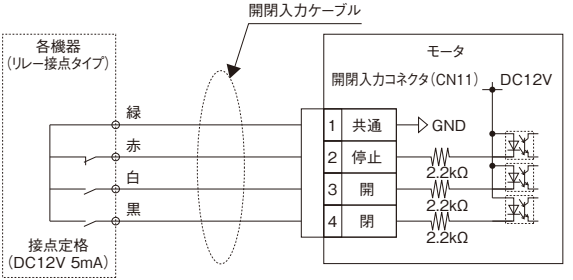 開閉入力ケーブル
各機器
(リレー接点タイプ)
モータ
開閉入力コネクタ(CN11)
DC12V
緑
1 共通
GND
赤
2 停止
2.2kΩ
白
3 開
2.2kΩ
黒
4 閉
2.2kΩ
接点定格
(DC12V 5mA)